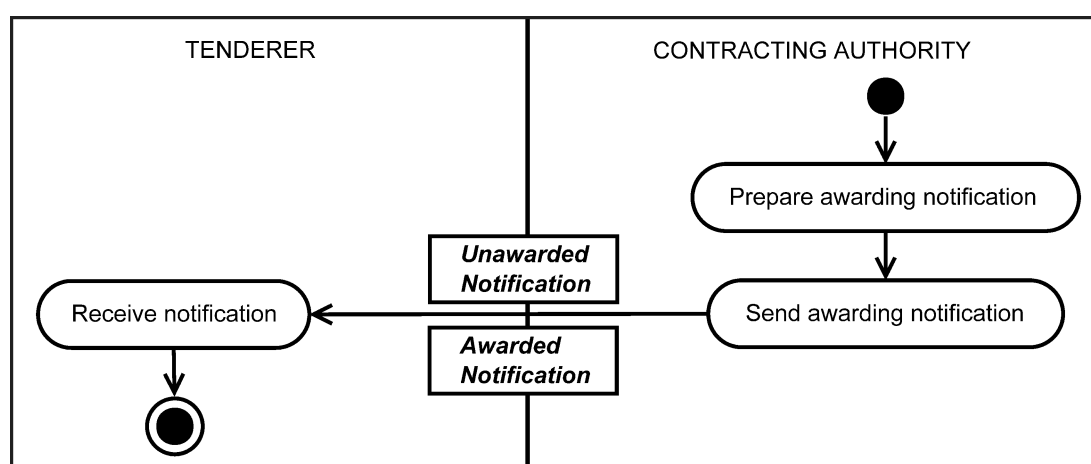 TENDERER
CONTRACTING AUTHORITY
Prepare awarding notification
Unawarded
Notification
Receive notification
Send awarding notification
Awarded
Notification